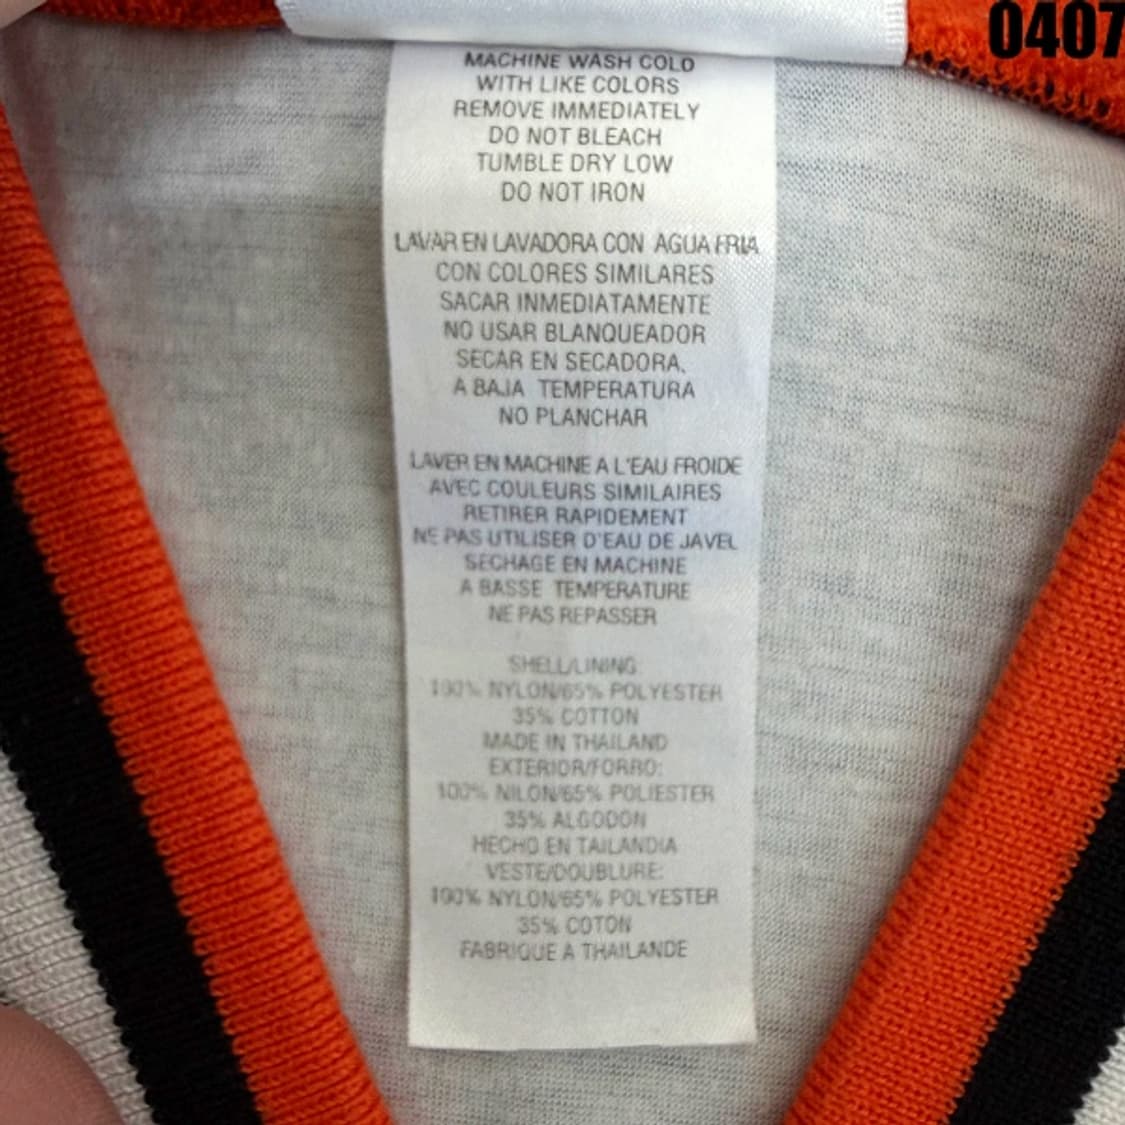 0407
MACHINE WASH COLD
WITH LIKE COLORS
REMOVE IMMEDIATELY
DO NOT BLEACH
TUMBLE DRY LOW
DO NOT IRON
LAVAR EN LAVADORA CON AGUA FRIA
CON COLORES SIMILARES
SACAR INMEDIATAMENTE
NO USAR BLANQUEADOR
SECAR EN SECADORA,
A BAJA TEMPERATURA
NO PLANCHAR
LAVER EN MACHINE A L'EAU FROIDE
AVEC COULEURS SIMILAIRES
RETIRER RAPIDEMENT
NE PAS UTILISER D'EAU DE JAVEL
SECHAGE EN MACHINE
A BASSE TEMPERATURE
NE PAS REPASSER
SHELL/LINING:
100% NYLON/65% POLYESTER
35% COTTON
MADE IN THAILAND
EXTERIOR/FORRO:
100% NILON/65% POLIESTER
35% ALGODON
HECHO EN TAILANDIA
VESTE/DOUBLURE:
100% NYLON/65% POLYESTER
35% COTON
FABRIQUE A THAILANDE